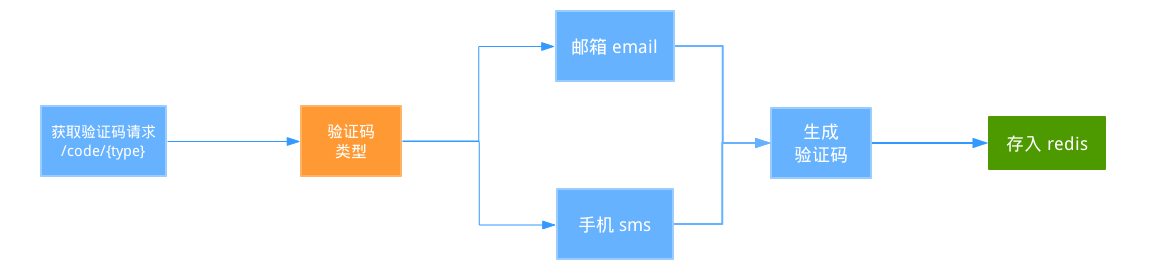 获取验证码请求
/code/{type}
验证码
类型
邮箱 email
手机 sms
生成
验证码
存入 redis